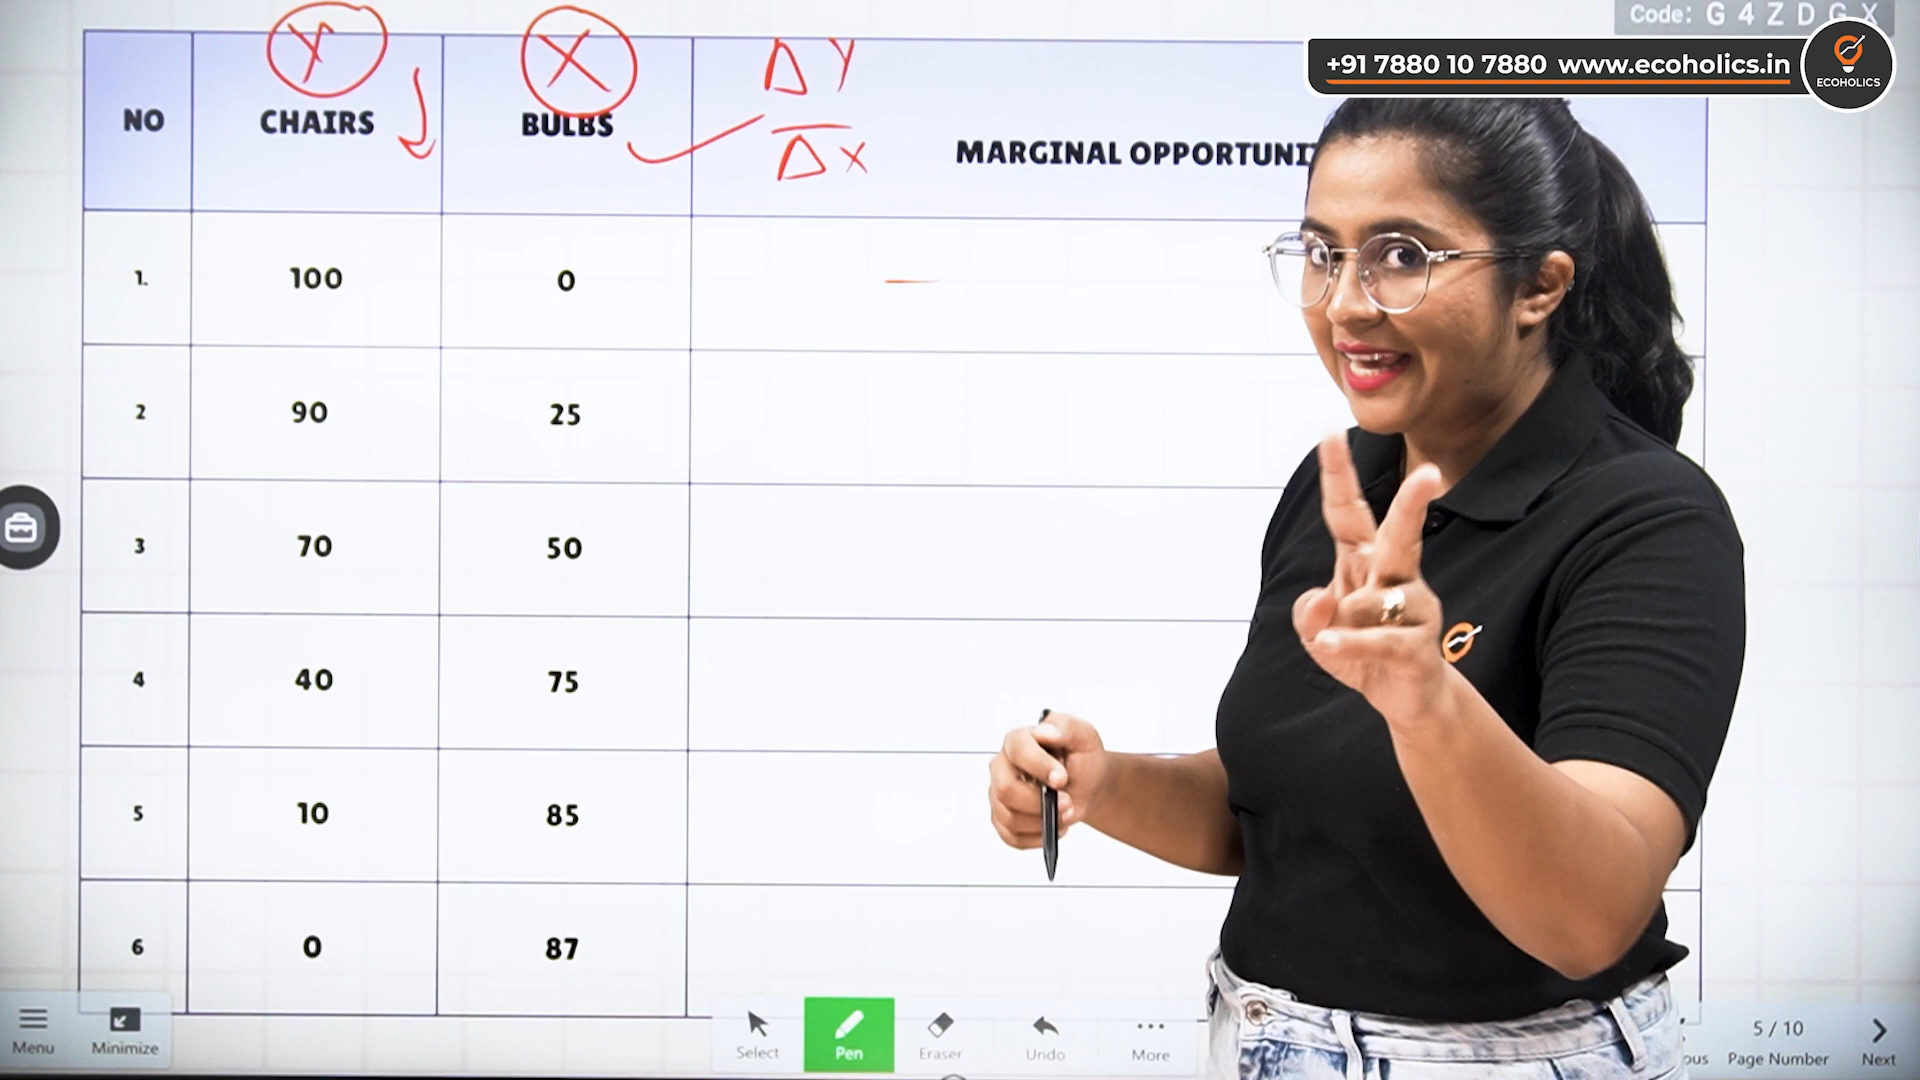 Code: G 4 Z D G X
+91 7880 10 7880 www.ecoholics.in
ECOHOLICS
Y X ΔY
ΔX
NO CHAIRS BULBS MARGINAL
1. 100 0 —
2 90 25
3 70 50
4 40 75
5 10 85
6 0 87
Menu Minimize Select Pen Eraser Undo More 5 / 10 Page Number Next